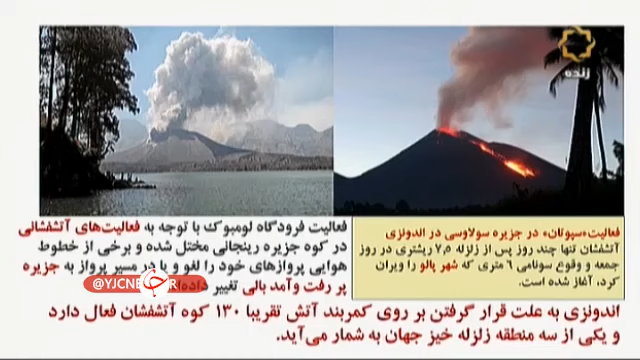 زنده
فعالیت«سپوتان» در جزیره سولاوسی در اندونزی
آتشفشان تنها چند روز پس از زلزله ۷٫۵ ریشتری در روز
جمعه و وقوع سونامی ۶ متری که شهر پالو را ویران
کرد، آغاز شده است.
فعالیت فرودگاه لومبوک با توجه به فعالیت‌های آتشفشانی
در کوه جزیره رینجانی مختل شده و برخی از خطوط
هوایی پروازهای خود را لغو و یا در مسیر پرواز به جزیره
پر رفت وآمد بالی تغییر داده
@YJCNEWSR
اندونزی به علت قرار گرفتن بر روی کمربند آتش تقریبا ۱۳۰ کوه آتشفشان فعال دارد
و یکی از سه منطقه زلزله خیز جهان به شمار می‌آید.